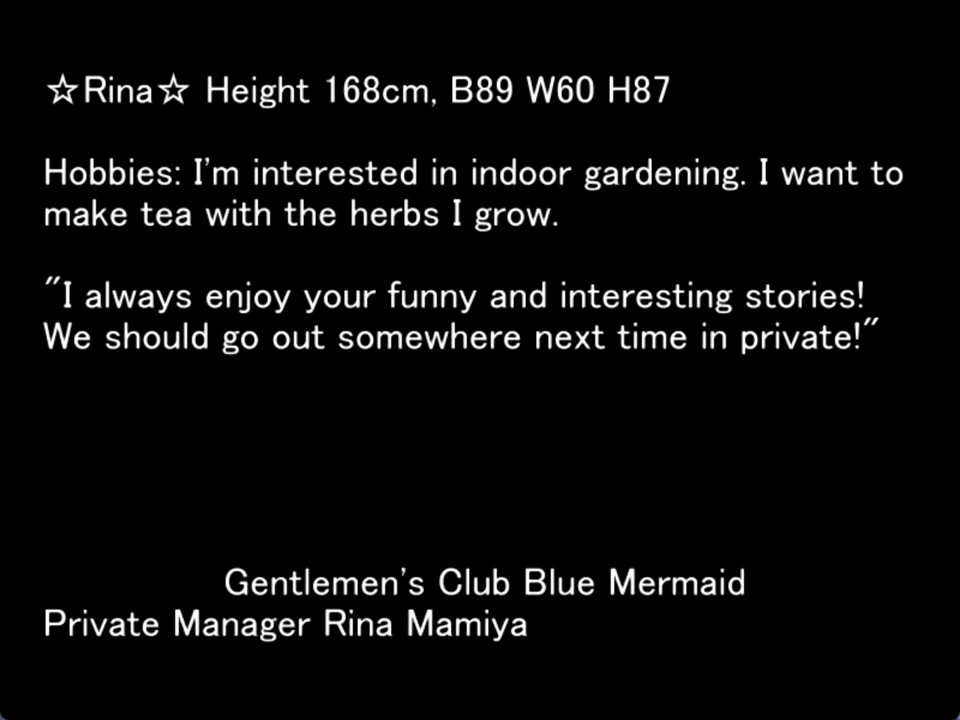 ☆Rina☆ Height 168cm, B89 W60 H87
Hobbies: I'm interested in indoor gardening. I want to
make tea with the herbs I grow.
"I always enjoy your funny and interesting stories!
We should go out somewhere next time in private!"
Gentlemen's Club Blue Mermaid
Private Manager Rina Mamiya